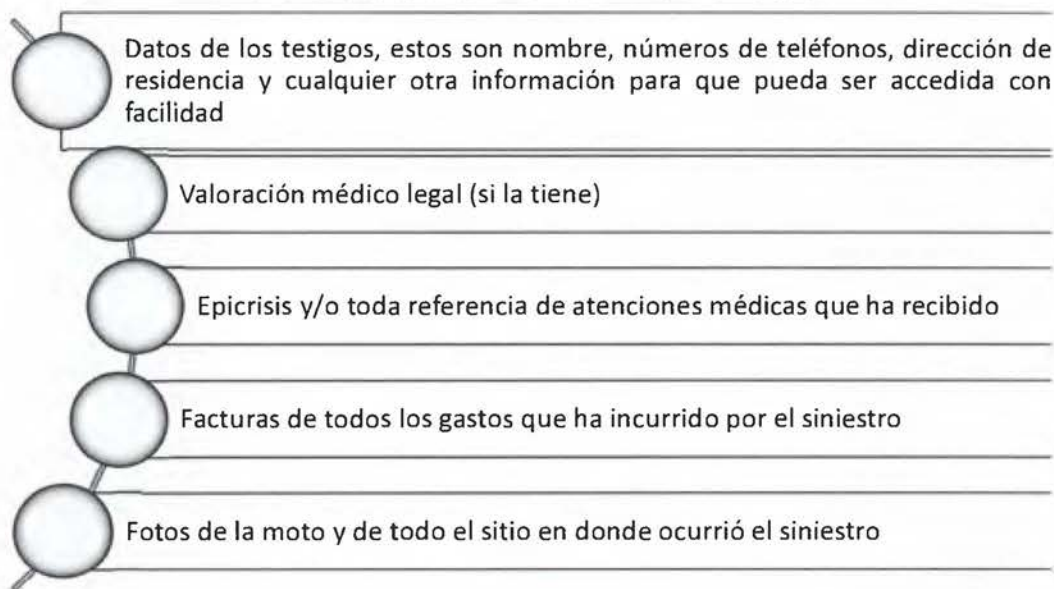 Datos de los testigos, estos son nombre, números de teléfonos, dirección de
residencia y cualquier otra información para que pueda ser accedida con
facilidad
Valoración médico legal (si la tiene)
Epicrisis y/o toda referencia de atenciones médicas que ha recibido
Facturas de todos los gastos que ha incurrido por el siniestro
Fotos de la moto y de todo el sitio en donde ocurrió el siniestro